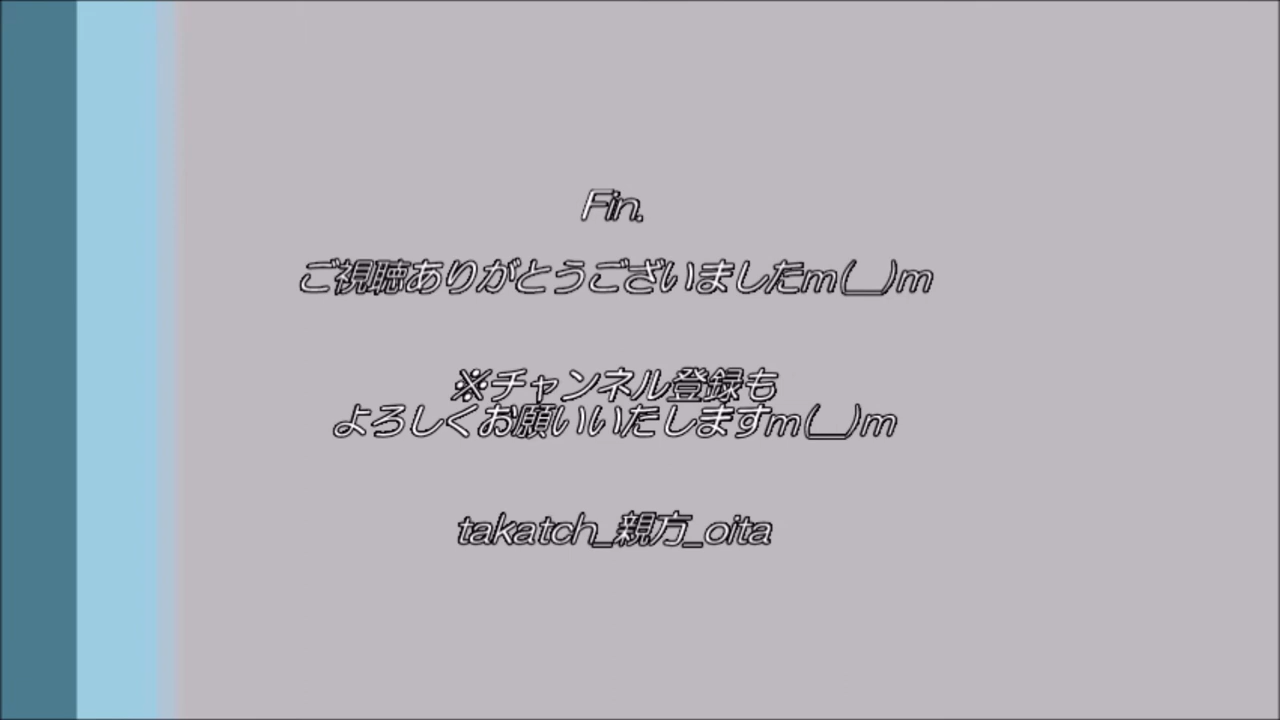 Fin.
ご視聴ありがとうございましたm(__)m
※チャンネル登録も
よろしくお願いいたしますm(__)m
takatch_親方_oita